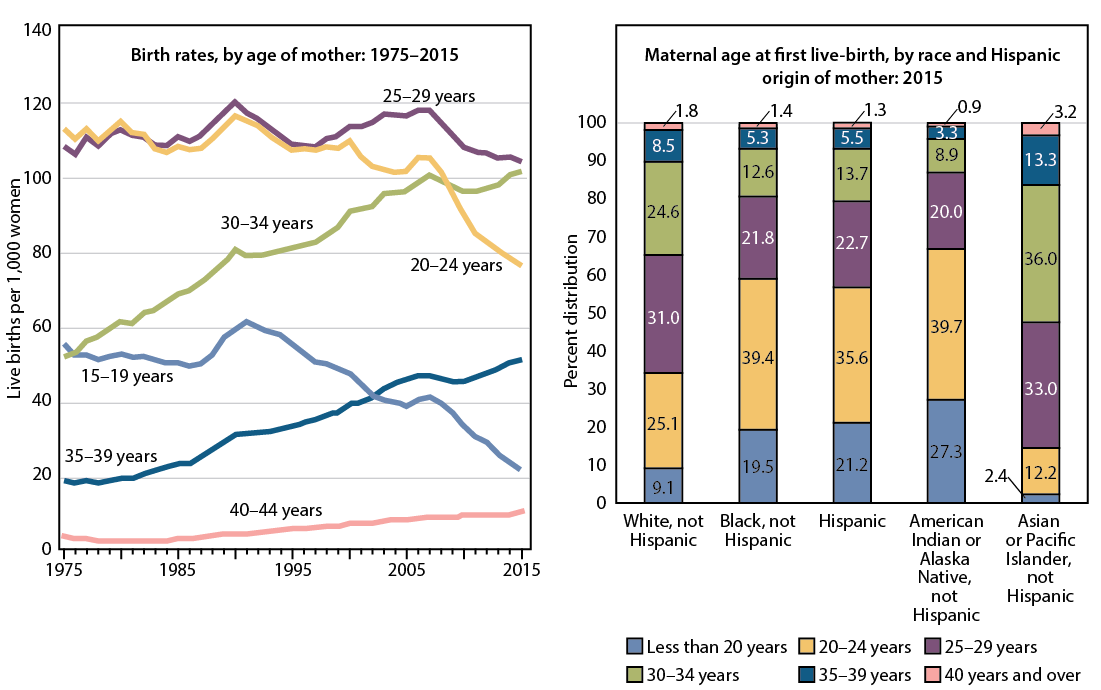 Birth rates, by age of mother: 1975–2015
Live births per 1,000 women
140
120
100
80
60
40
20
0
25–29 years
30–34 years
20–24 years
15–19 years
35–39 years
40–44 years
1975
1985
1995
2005
2015
Maternal age at first live-birth, by race and Hispanic
origin of mother: 2015
Percent distribution
100
90
80
70
60
50
40
30
20
10
0
1.8
8.5
24.6
31.0
25.1
9.1
1.4
5.3
12.6
21.8
39.4
19.5
1.3
5.5
13.7
22.7
35.6
21.2
0.9
3.3
8.9
20.0
39.7
27.3
3.2
13.3
36.0
33.0
12.2
2.4
White, not
Hispanic
Black, not
Hispanic
Hispanic
American
Indian or
Alaska
Native,
not
Hispanic
Asian
or Pacific
Islander,
not
Hispanic
Less than 20 years
20–24 years
25–29 years
30–34 years
35–39 years
40 years and over